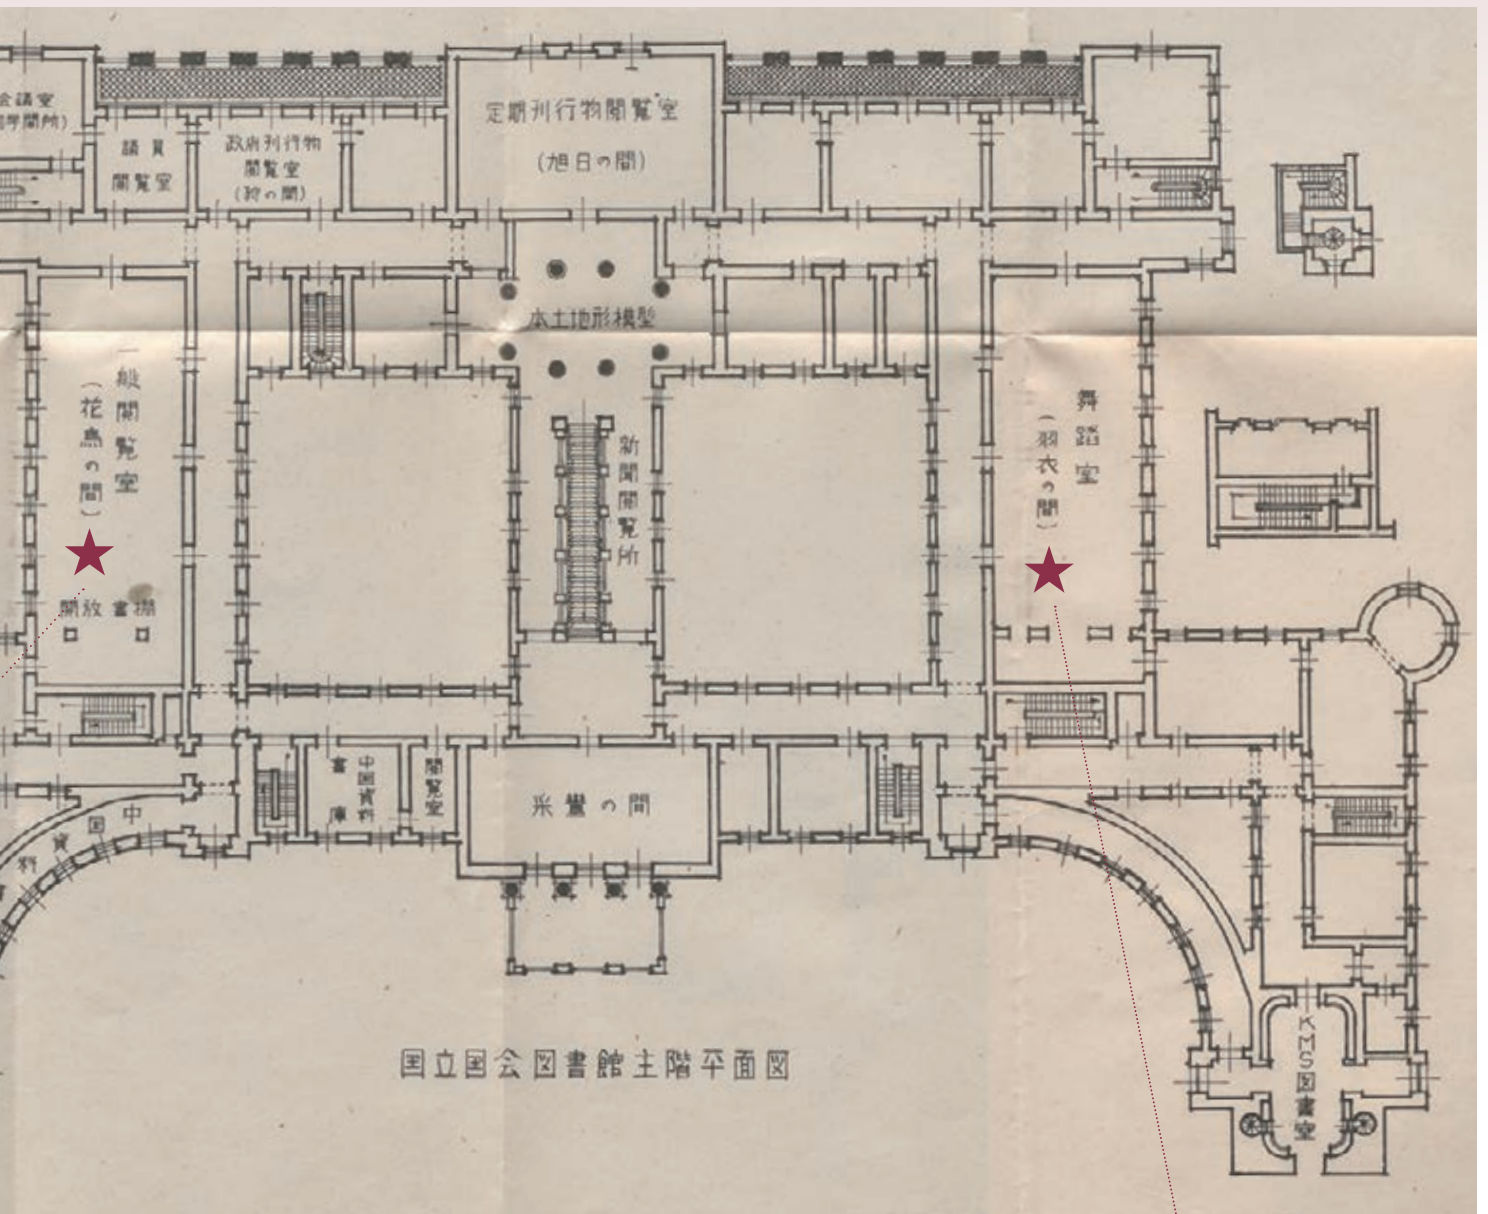 会議室
議員
閲覧室
政府刊行物
閲覧室
(狩の間)
定期刊行物閲覧室
(旭日の間)
本土地形模型
一般閲覧室
(花鳥の間)
開放書棚
新聞閲覧所
舞踏室
(羽衣の間)
中国資料
書庫
閲覧室
采鸞の間
中国資料
国立国会図書館主階平面図
KMS図書室